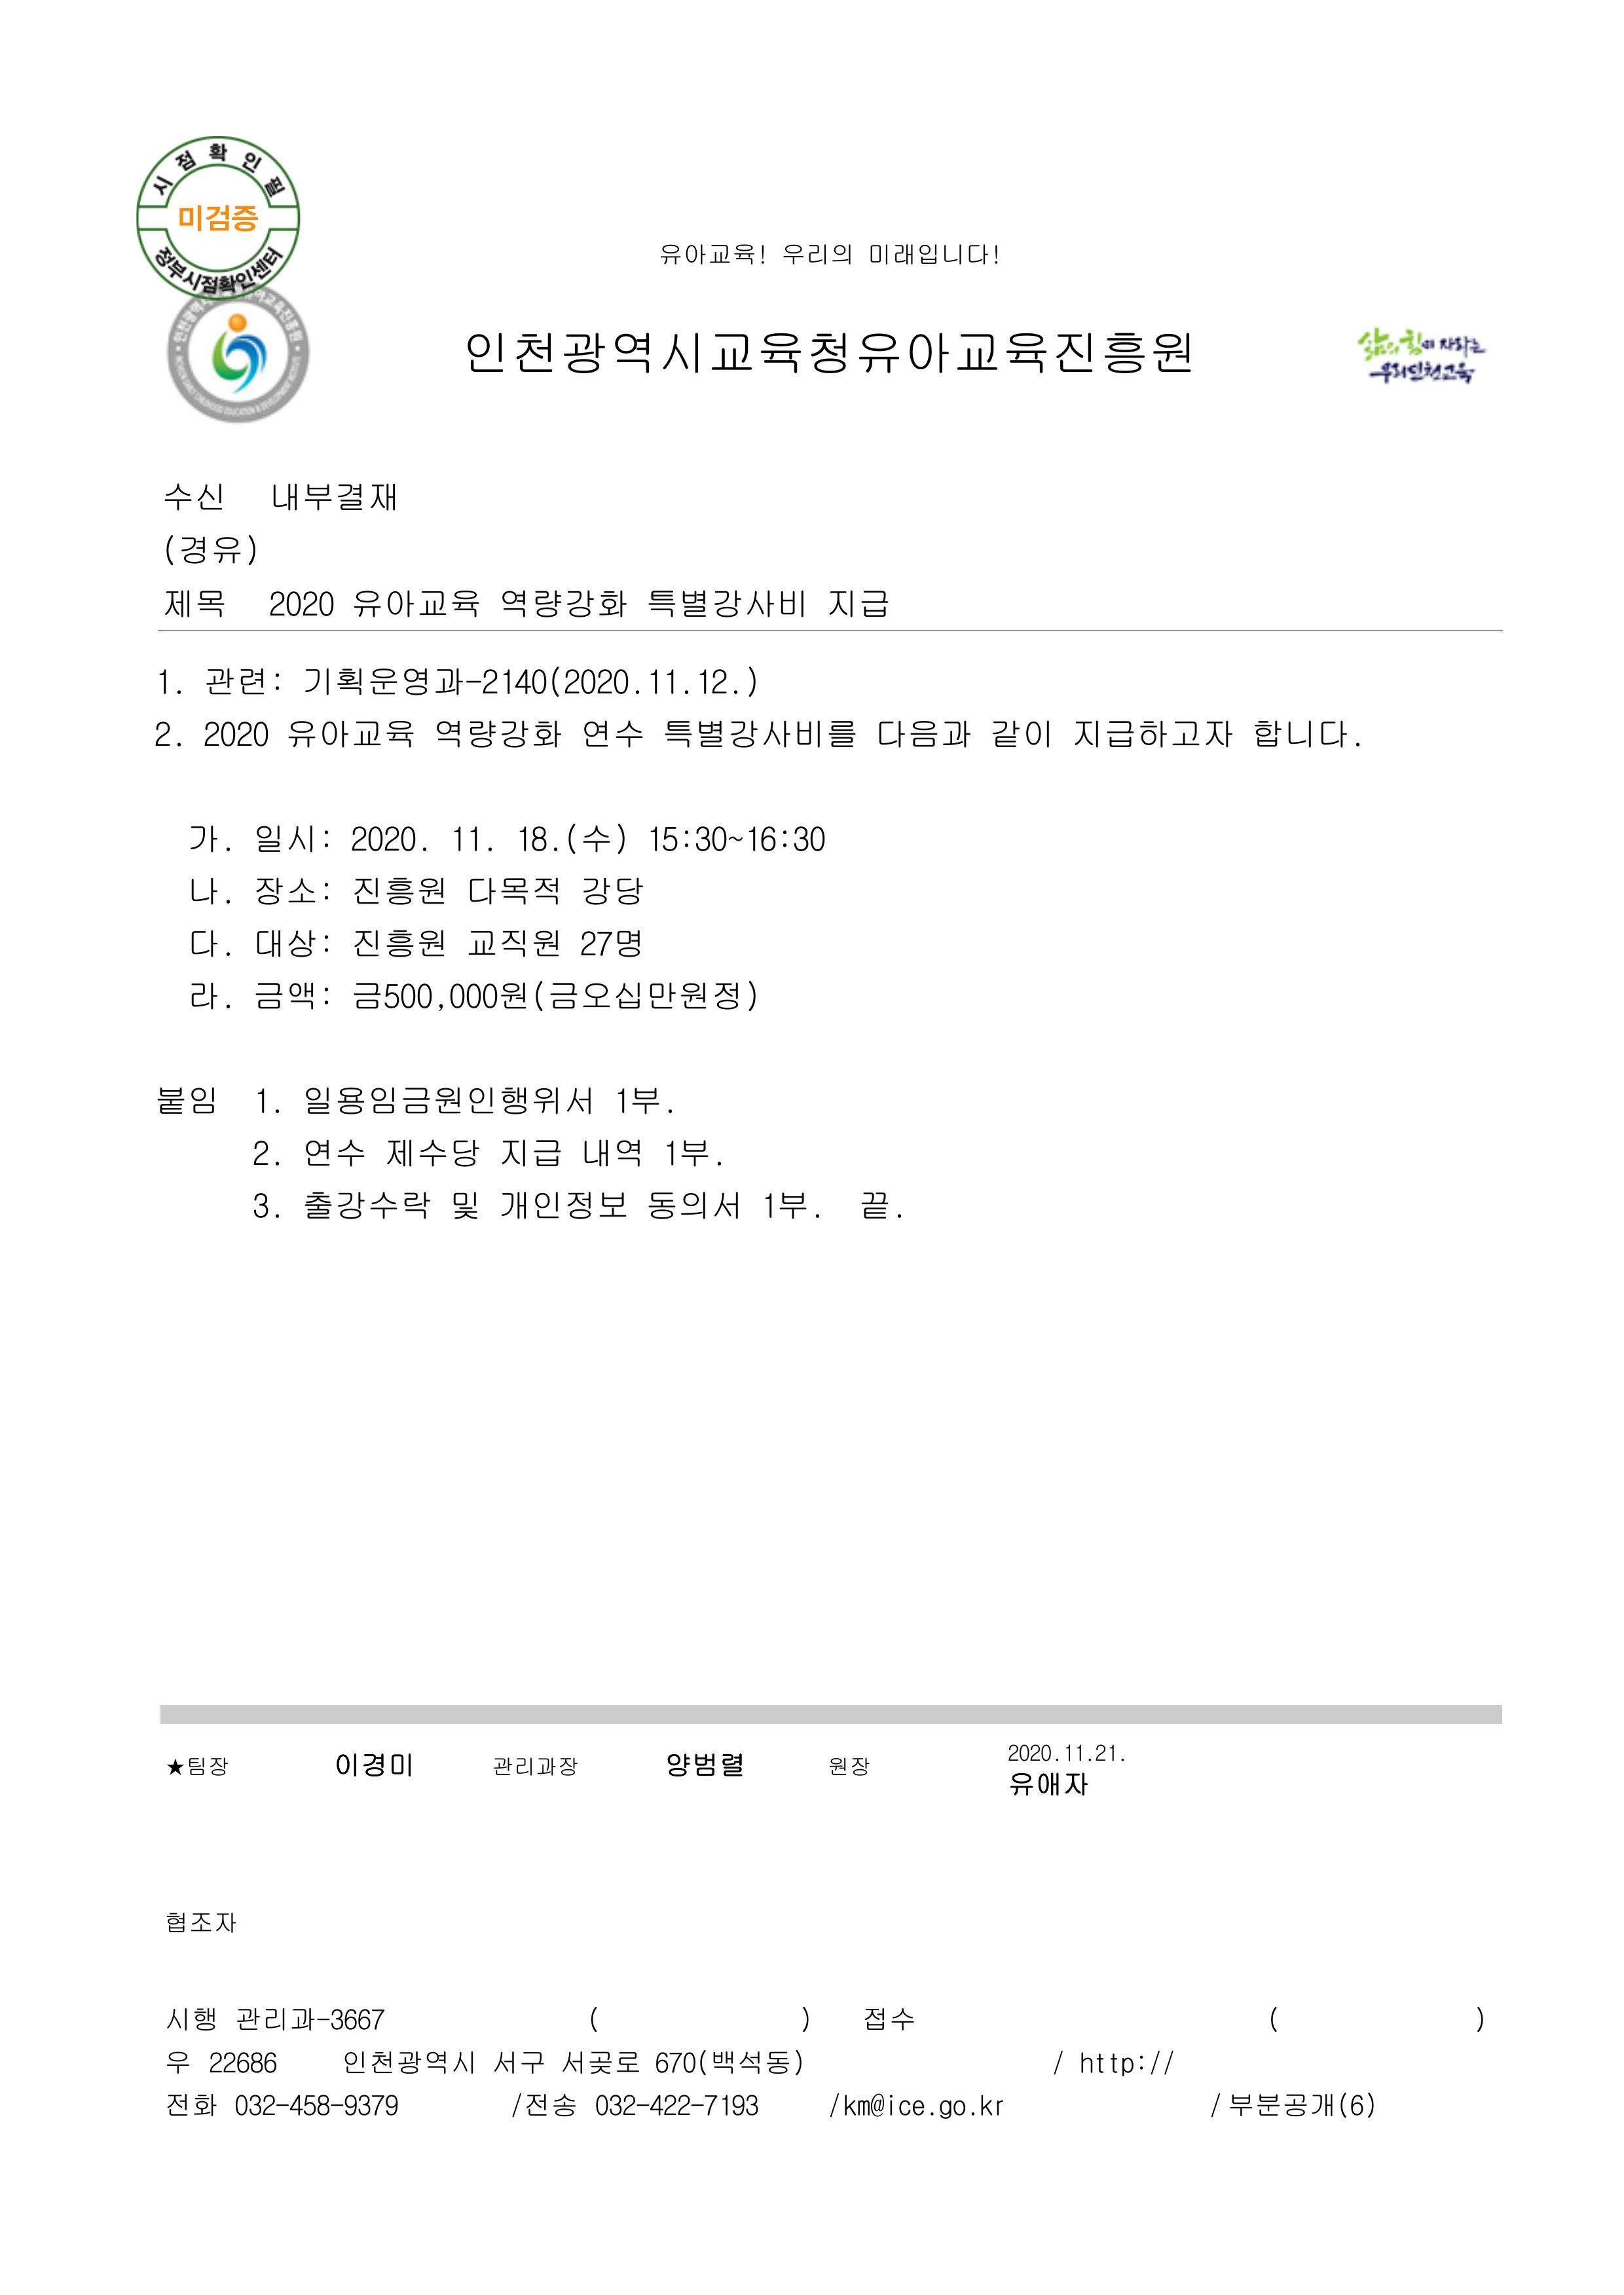 시점확인필
미검증
정부시점확인센터
유아교육! 우리의 미래입니다!
인천광역시교육청유아교육진흥원
삶의 힘이 자라는
우리인천교육
수신 내부결재
(경유)
제목 2020 유아교육 역량강화 특별강사비 지급
1. 관련: 기획운영과-2140(2020.11.12.)
2. 2020 유아교육 역량강화 연수 특별강사비를 다음과 같이 지급하고자 합니다.
가. 일시: 2020. 11. 18.(수) 15:30~16:30
나. 장소: 진흥원 다목적 강당
다. 대상: 진흥원 교직원 27명
라. 금액: 금500,000원(금오십만원정)
붙임 1. 일용임금원인행위서 1부.
2. 연수 제수당 지급 내역 1부.
3. 출강수락 및 개인정보 동의서 1부. 끝.
★팀장 이경미 관리과장 양범렬 원장 2020.11.21.
유애자
협조자
시행 관리과-3667 ( ) 접수 ( )
우 22686 인천광역시 서구 서곶로 670(백석동) / http://
전화 032-458-9379 /전송 032-422-7193 /km@ice.go.kr /부분공개(6)